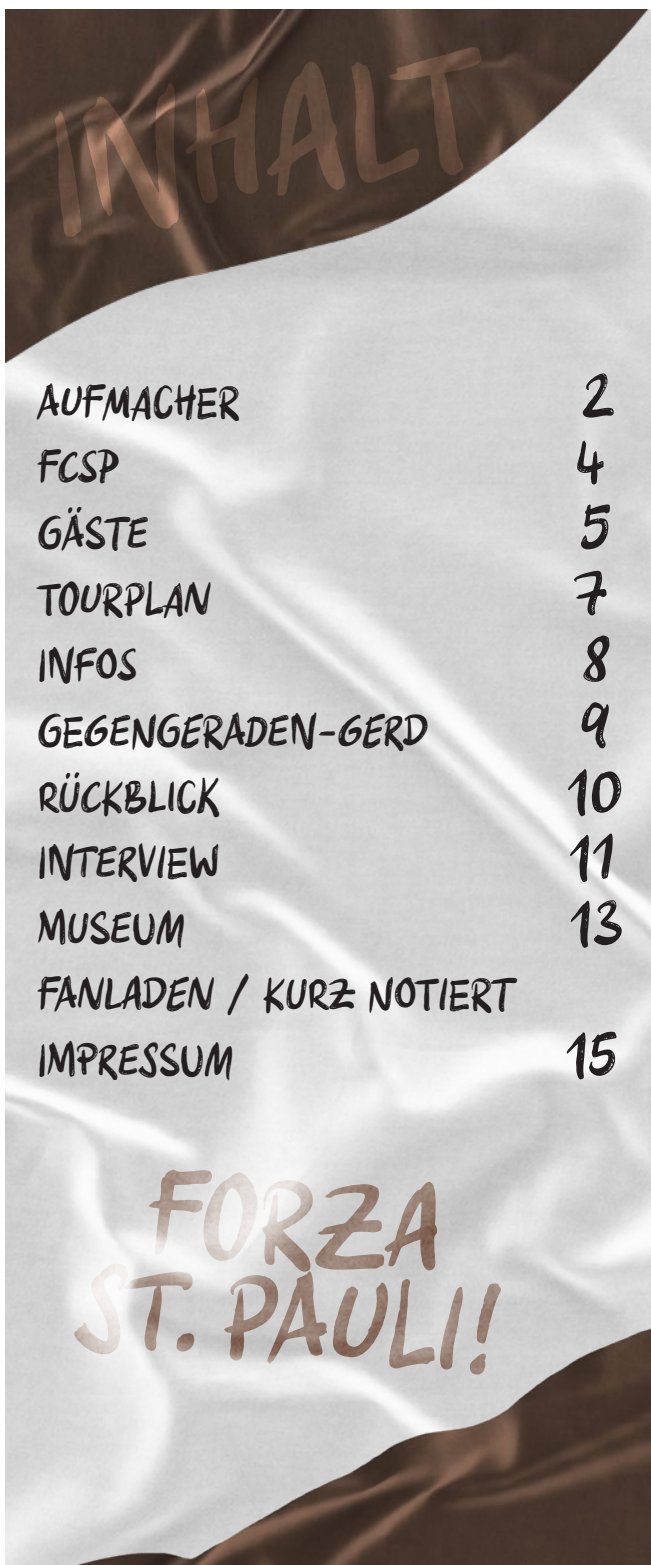 INHALT
AUFMACHER 2
FCSP 4
GÄSTE 5
TOURPLAN 7
INFOS 8
GEGENGERADEN-GERD 9
RÜCKBLICK 10
INTERVIEW 11
MUSEUM 13
FANLADEN / KURZ NOTIERT
IMPRESSUM 15
FORZA
ST. PAULI!